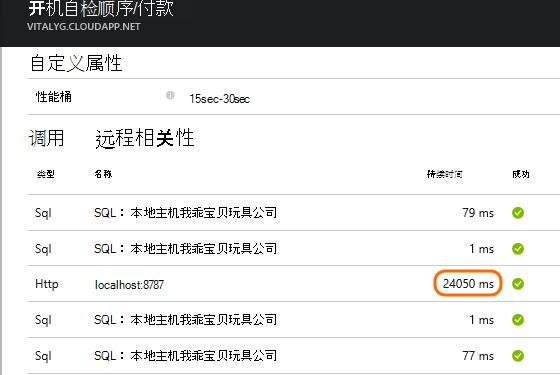 开机自检顺序/付款
VITALYG.CLOUDAPP.NET
自定义属性
性能桶 15sec-30sec
调用 远程相关性
类型 名称 持续时间 成功
Sql SQL：本地主机我乖宝贝玩具公司 79 ms
Sql SQL：本地主机我乖宝贝玩具公司 1 ms
Http localhost:8787 24050 ms
Sql SQL：本地主机我乖宝贝玩具公司 1 ms
Sql SQL：本地主机我乖宝贝玩具公司 77 ms